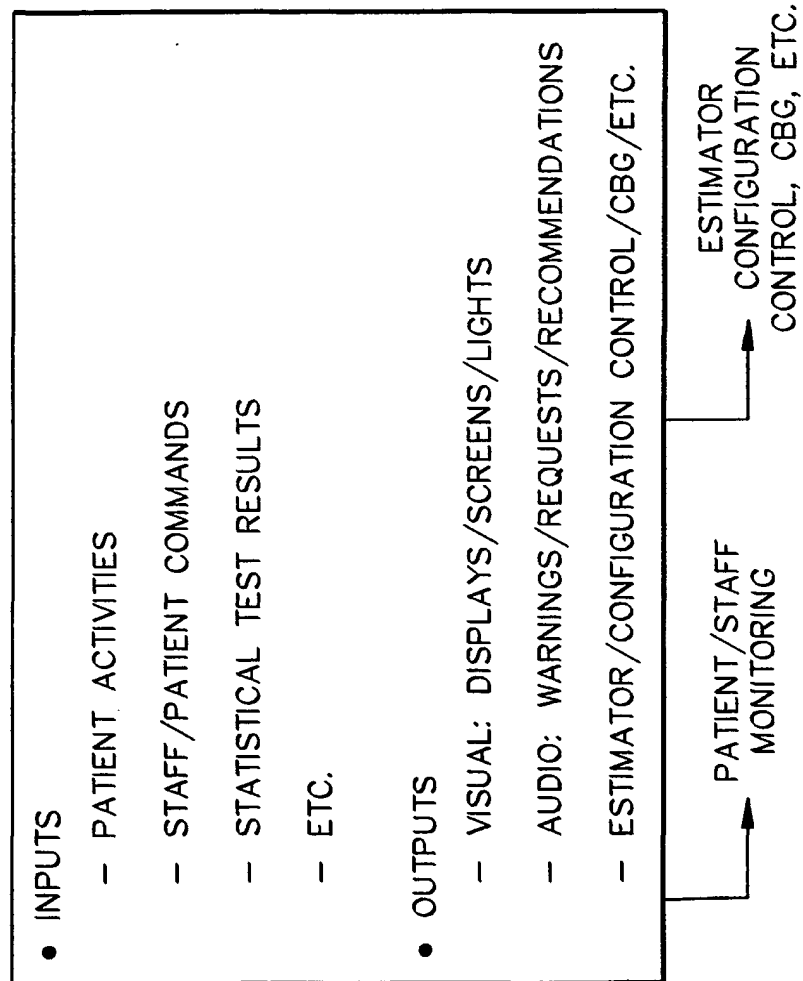 • INPUTS
– PATIENT ACTIVITIES
– STAFF/PATIENT COMMANDS
– STATISTICAL TEST RESULTS
– ETC.
• OUTPUTS
– VISUAL: DISPLAYS/SCREENS/LIGHTS
– AUDIO: WARNINGS/REQUESTS/RECOMMENDATIONS
– ESTIMATOR/CONFIGURATION CONTROL/CBG/ETC.
PATIENT/STAFF
MONITORING
ESTIMATOR
CONFIGURATION
CONTROL, CBG, ETC.